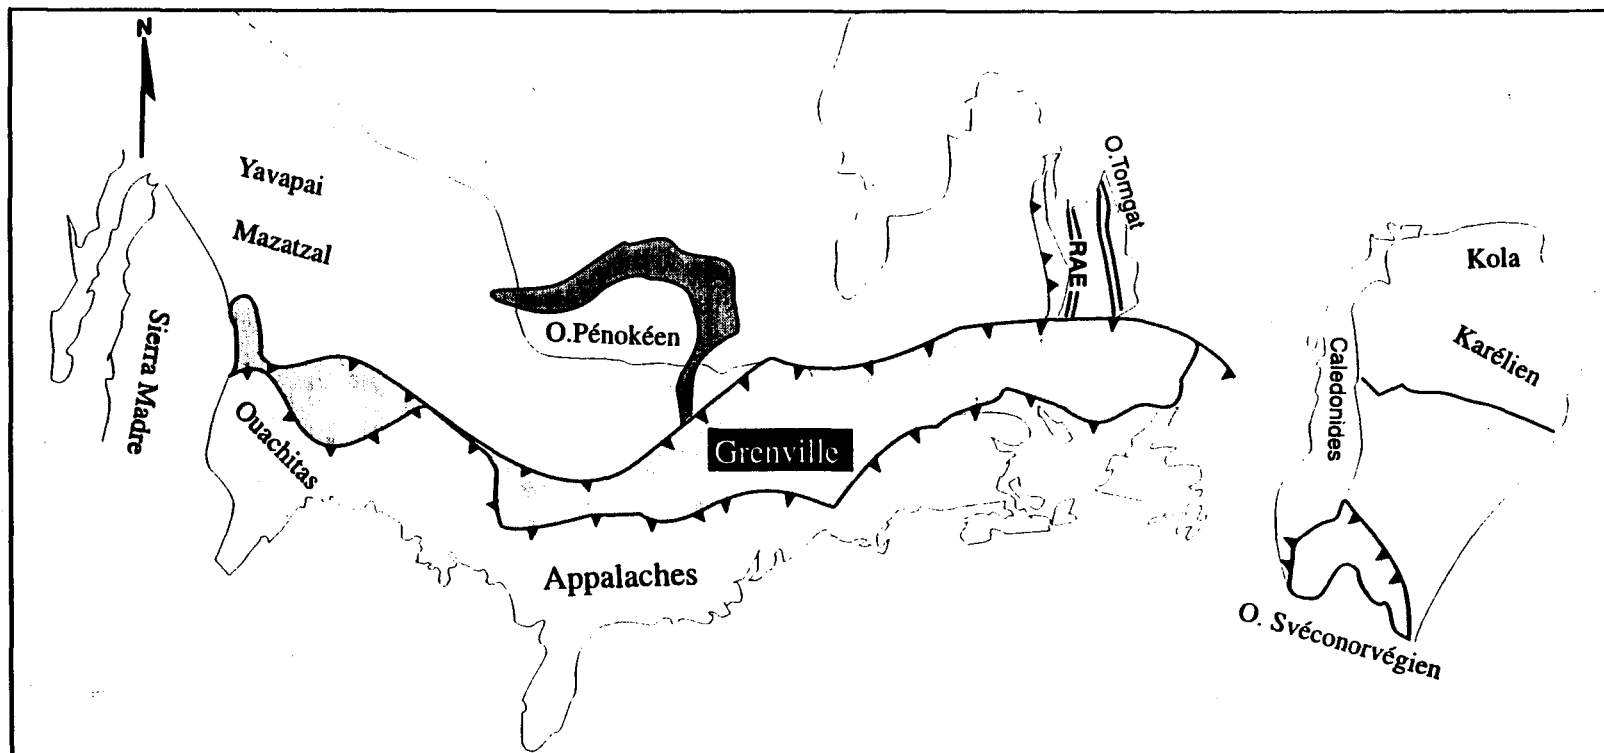 N
Yavapai
Mazatzal
Sierra Madre
Ouachitas
O.Pénokéen
Grenville
Appalaches
O.Torngat
RAE
Kola
Karélien
Caledonides
O. Svéconorvégien